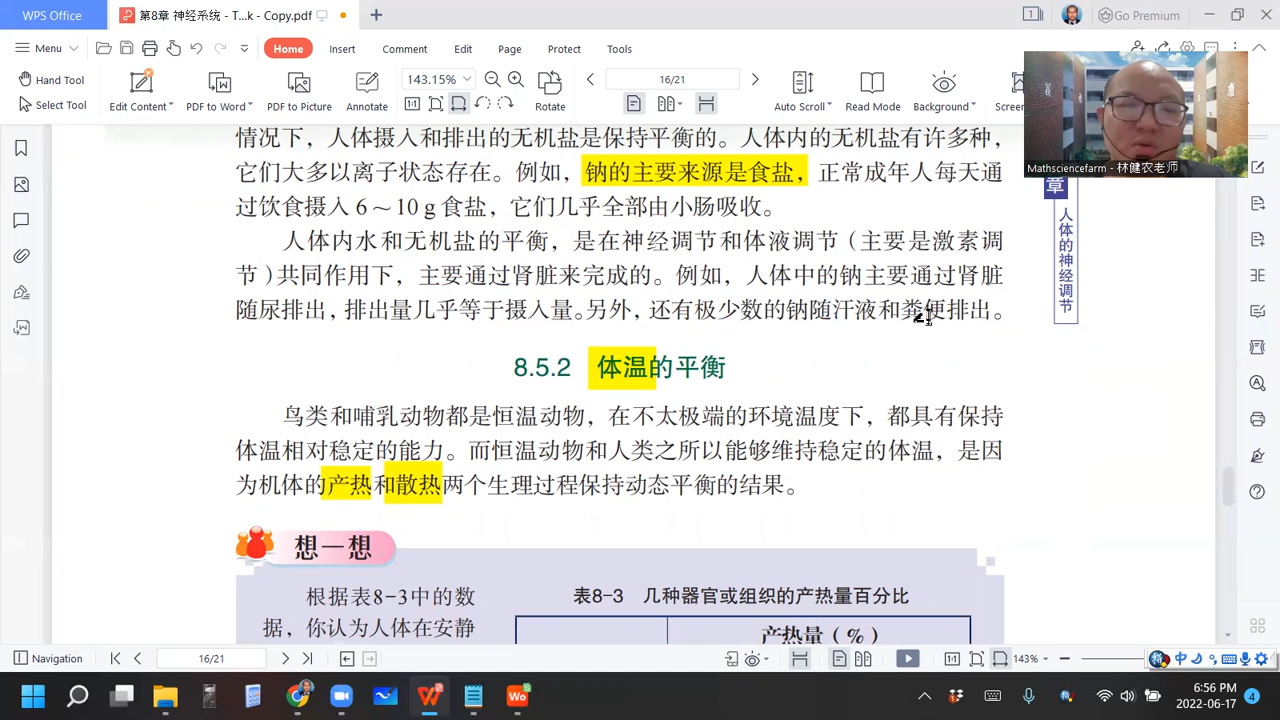 WPS Office
第8章 神经系统 - T...k - Copy.pdf
1
Go Premium
Menu
Home
Insert
Comment
Edit
Page
Protect
Tools
Hand Tool
Select Tool
Edit Content
PDF to Word
PDF to Picture
Annotate
143.15%
Rotate
16/21
Auto Scroll
Read Mode
Background
Screen
Mathsciencefarm - 林健农老师
情况下，人体摄入和排出的无机盐是保持平衡的。人体内的无机盐有许多种，
它们大多以离子状态存在。例如，钠的主要来源是食盐，正常成年人每天通
过饮食摄入 6～10 g 食盐，它们几乎全部由小肠吸收。
人体内水和无机盐的平衡，是在神经调节和体液调节（主要是激素调
节）共同作用下，主要通过肾脏来完成的。例如，人体中的钠主要通过肾脏
随尿排出，排出量几乎等于摄入量。另外，还有极少数的钠随汗液和粪便排出。
章
人体的神经调节
8.5.2 体温的平衡
鸟类和哺乳动物都是恒温动物，在不太极端的环境温度下，都具有保持
体温相对稳定的能力。而恒温动物和人类之所以能够维持稳定的体温，是因
为机体的产热和散热两个生理过程保持动态平衡的结果。
想一想
根据表8-3中的数
据，你认为人体在安静
表8-3 几种器官或组织的产热量百分比
产热量（%）
Navigation
16/21
143%
中
6:56 PM
2022-06-17
4